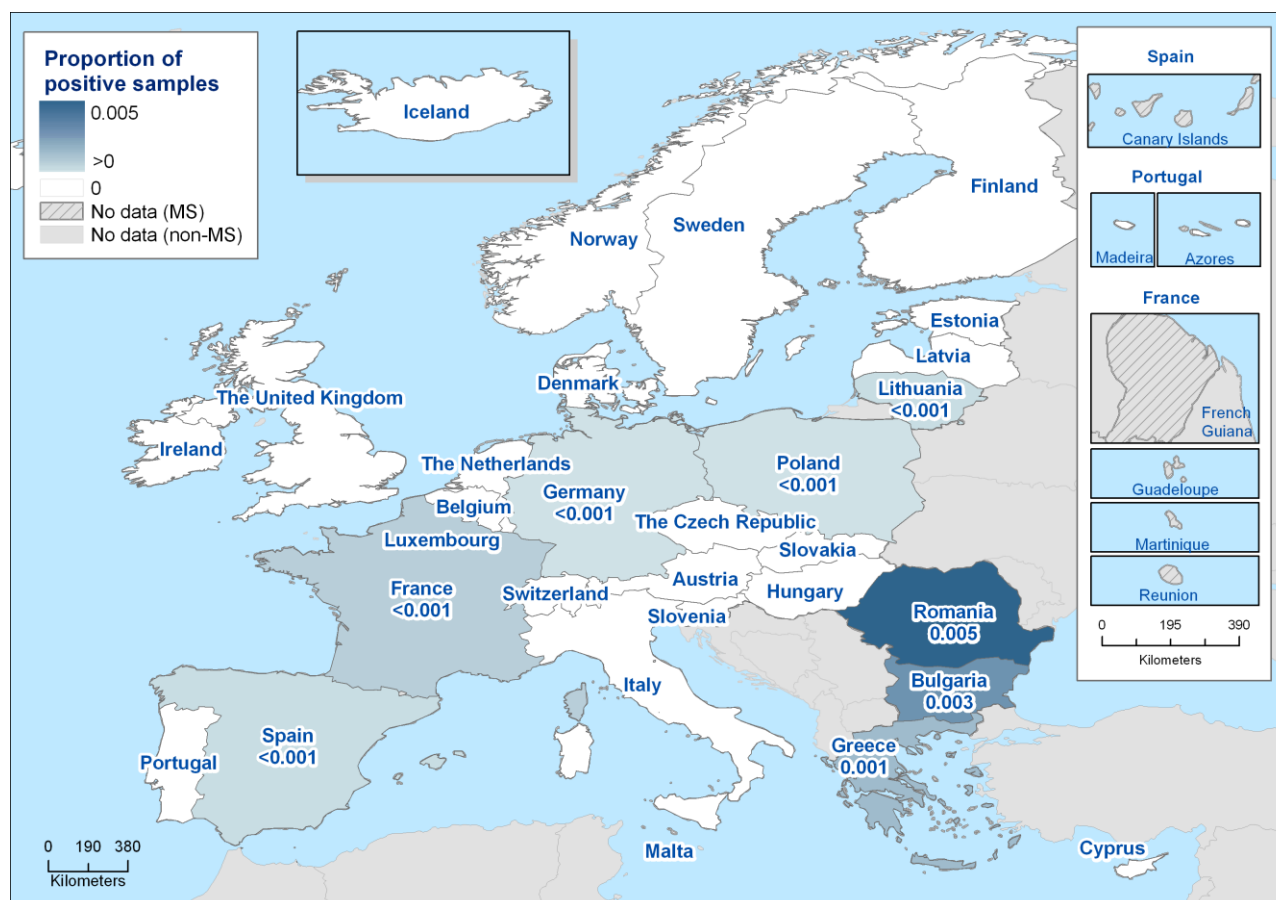 Proportion of
positive samples
0.005
>0
0
No data (MS)
No data (non-MS)
Iceland
Norway
Sweden
Finland
Estonia
Latvia
Lithuania
<0.001
Denmark
The United Kingdom
Ireland
The Netherlands
Belgium
Luxembourg
Germany
<0.001
Poland
<0.001
The Czech Republic
Slovakia
France
<0.001
Switzerland
Austria
Hungary
Slovenia
Romania
0.005
Bulgaria
0.003
Italy
Greece
0.001
Portugal
Spain
<0.001
Malta
Cyprus
0 190 380
Kilometers
Spain
Canary Islands
Portugal
Madeira
Azores
France
French
Guiana
Guadeloupe
Martinique
Reunion
0 195 390
Kilometers